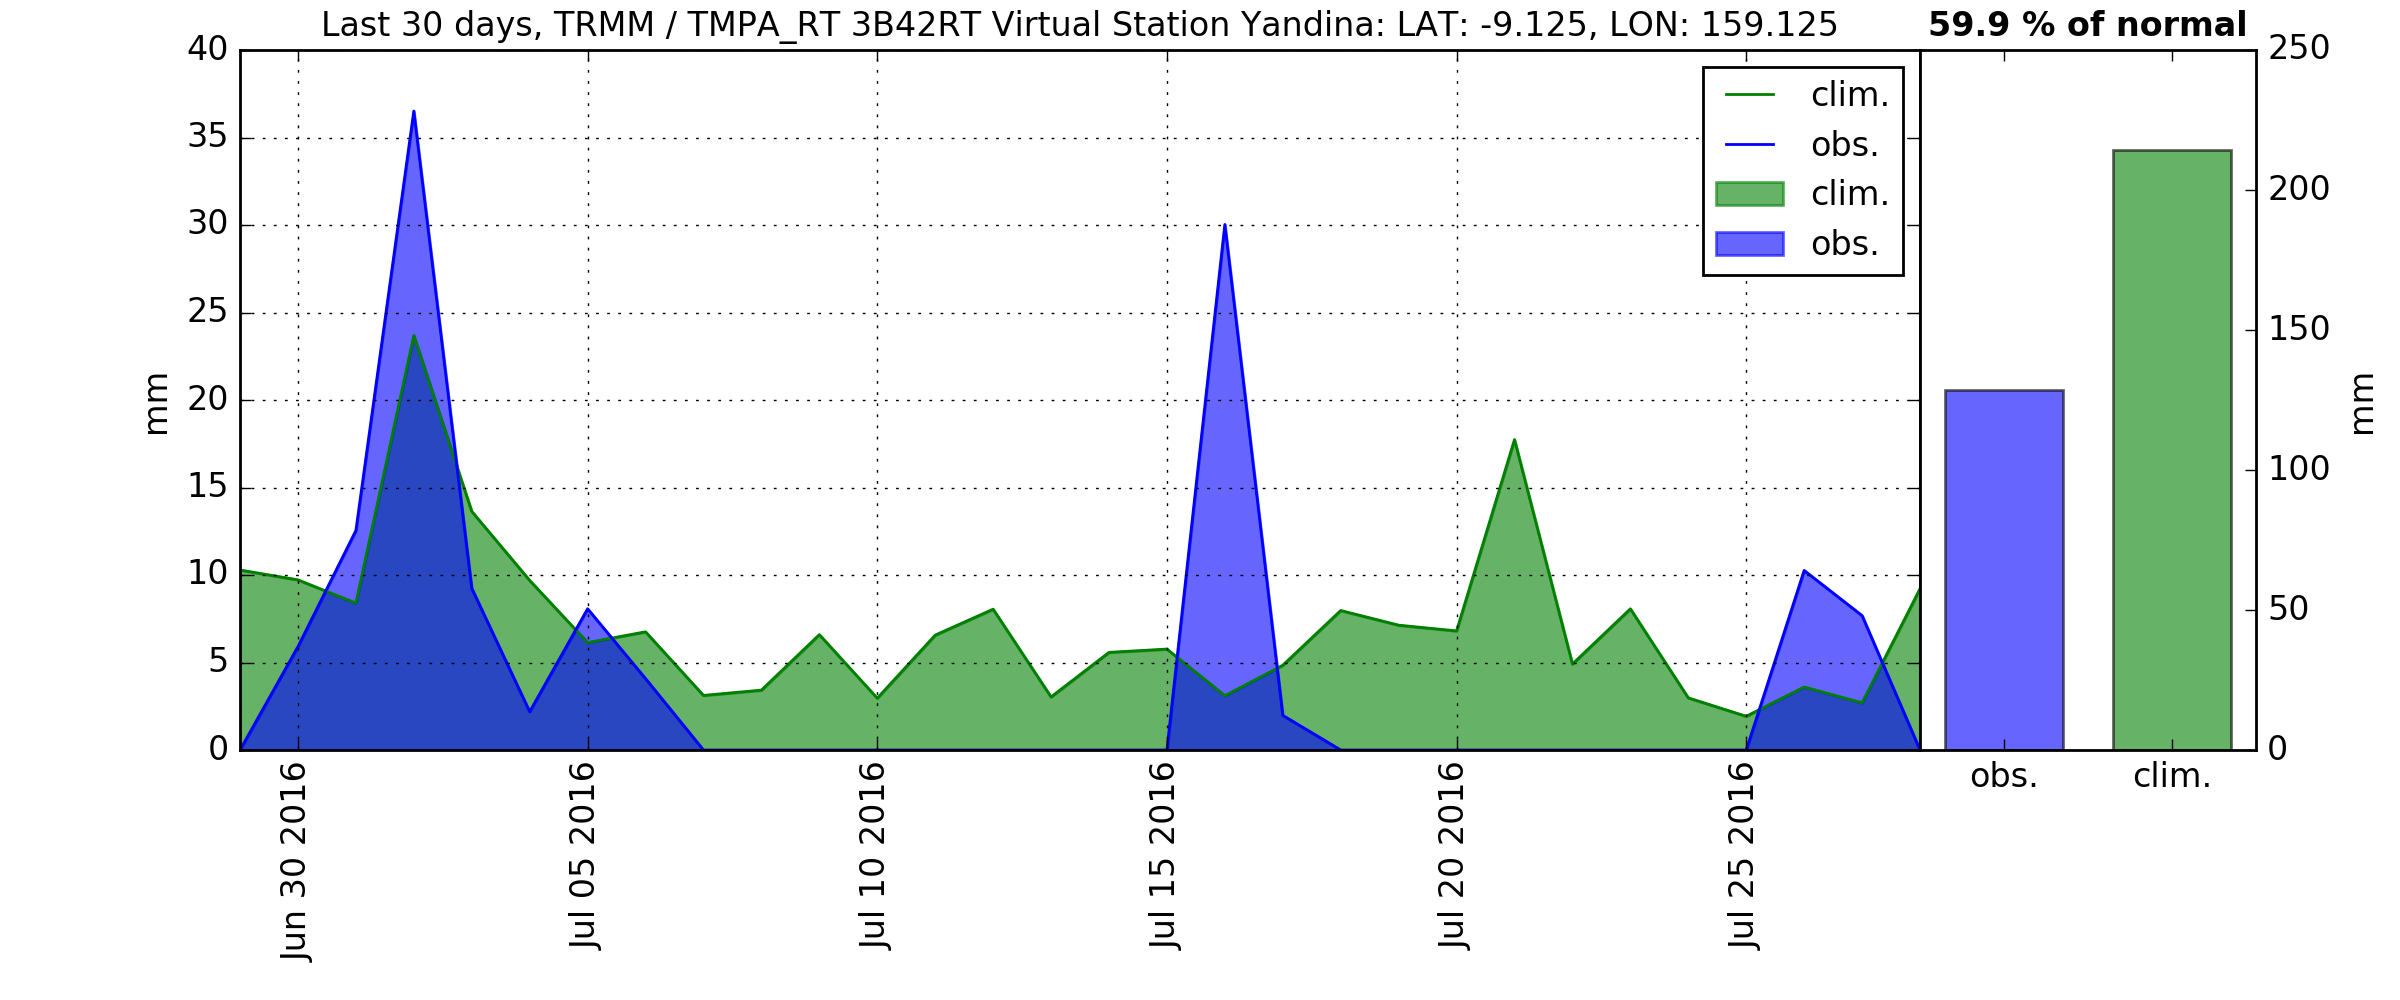 Last 30 days, TRMM / TMPA_RT 3B42RT Virtual Station Yandina: LAT: -9.125, LON: 159.125
59.9 % of normal
40
35
30
25
20
15
10
5
0
mm
clim.
obs.
clim.
obs.
250
200
150
100
50
0
mm
Jun 30 2016
Jul 05 2016
Jul 10 2016
Jul 15 2016
Jul 20 2016
Jul 25 2016
obs.
clim.